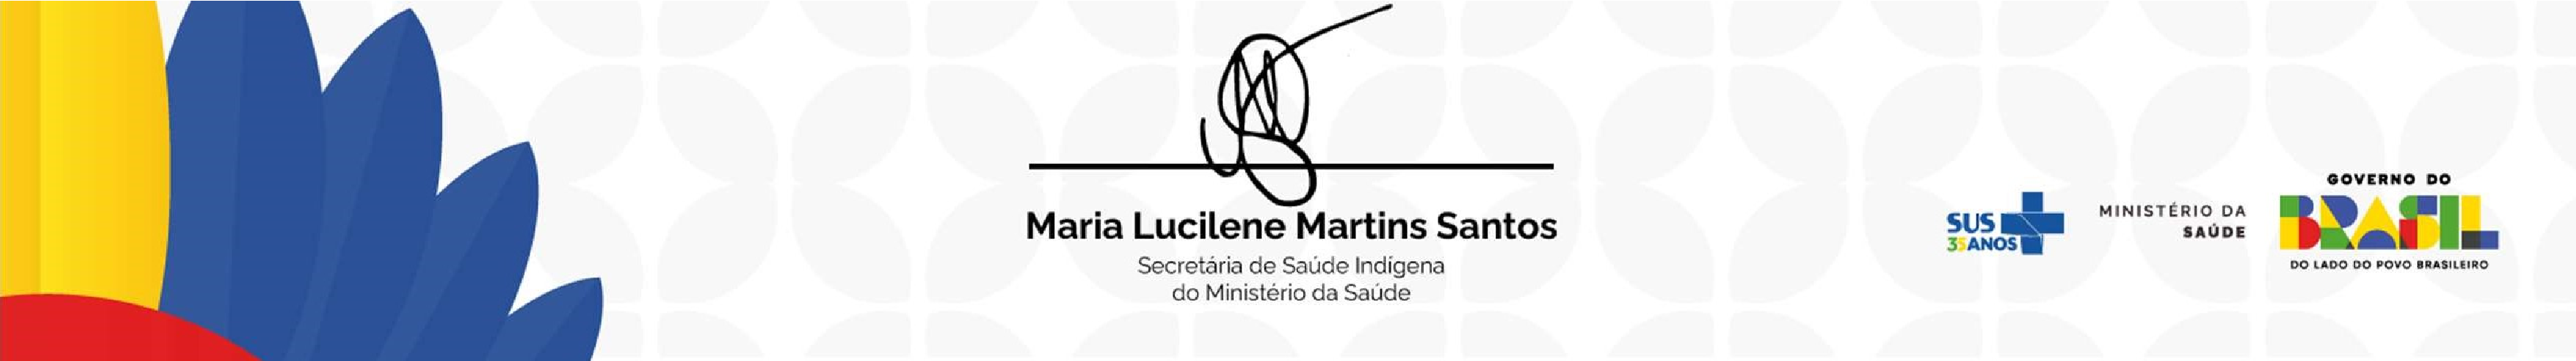 Maria Lucilene Martins Santos
Secretária de Saúde Indígena
do Ministério da Saúde
SUS
35 ANOS
MINISTÉRIO DA
SAÚDE
GOVERNO DO
BRASIL
DO LADO DO POVO BRASILEIRO